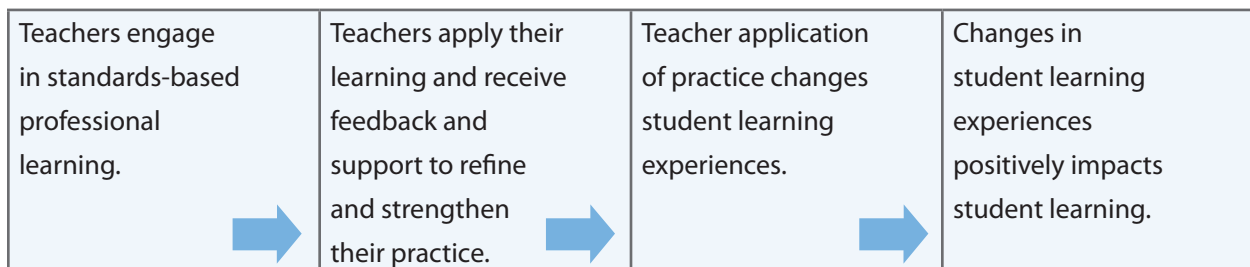 Teachers engage
in standards-based
professional
learning.
Teachers apply their
learning and receive
feedback and
support to refine
and strengthen
their practice.
Teacher application
of practice changes
student learning
experiences.
Changes in
student learning
experiences
positively impacts
student learning.